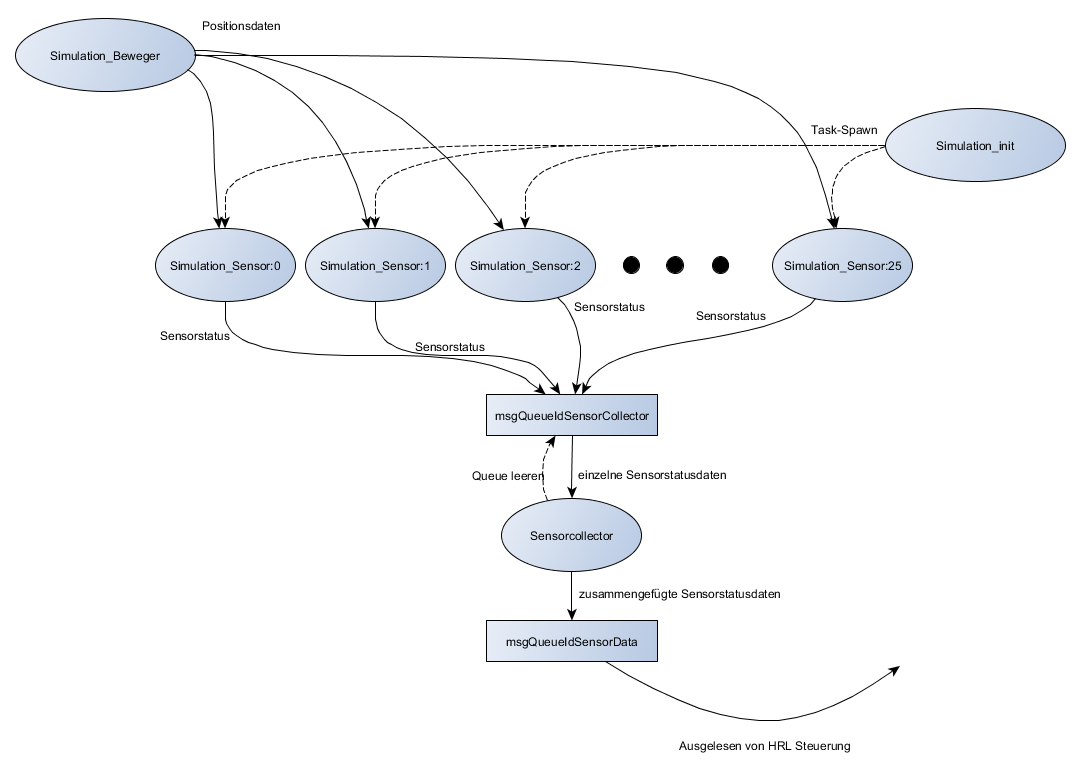 Positionsdaten
Simulation_Beweger
Task-Spawn
Simulation_init
Simulation_Sensor:0
Simulation_Sensor:1
Simulation_Sensor:2
Simulation_Sensor:25
Sensorstatus
Sensorstatus
Sensorstatus
Sensorstatus
msgQueueIdSensorCollector
Queue leeren
einzelne Sensorstatusdaten
Sensorcollector
zusammengefügte Sensorstatusdaten
msgQueueIdSensorData
Ausgelesen von HRL Steuerung